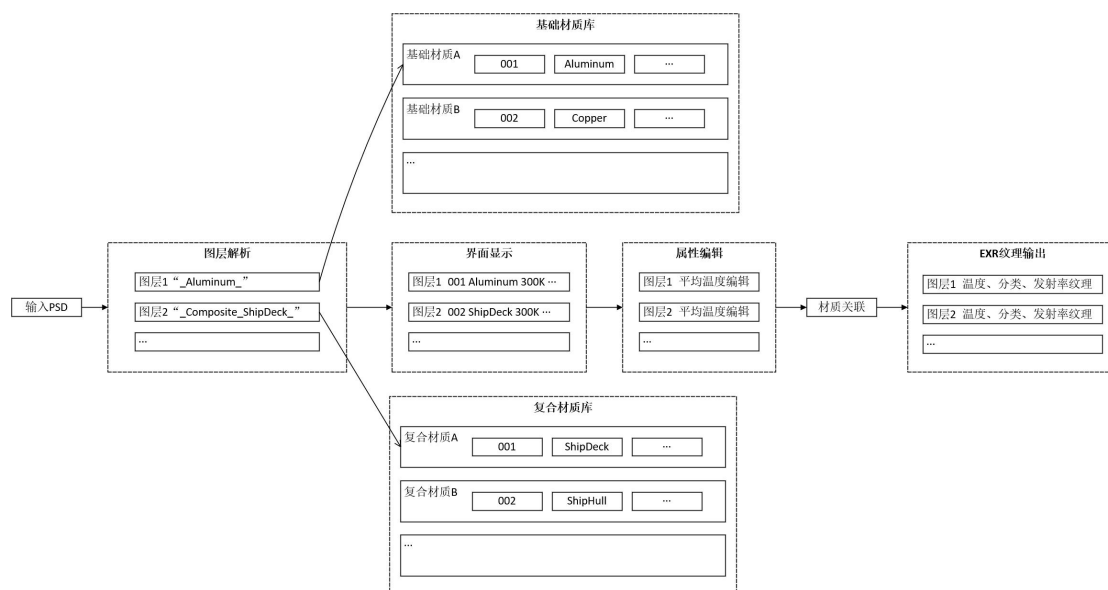 基础材质库
基础材质A
001
Aluminum
…
基础材质B
002
Copper
…
…
图层解析
图层1“_Aluminum_”
图层2“_Composite_ShipDeck_”
…
界面显示
图层1 001 Aluminum 300K …
图层2 002 ShipDeck 300K …
…
属性编辑
图层1 平均温度编辑
图层2 平均温度编辑
…
EXR纹理输出
图层1 温度、分类、发射率纹理
图层2 温度、分类、发射率纹理
…
输入PSD
材质关联
复合材质库
复合材质A
001
ShipDeck
…
复合材质B
002
ShipHull
…
…